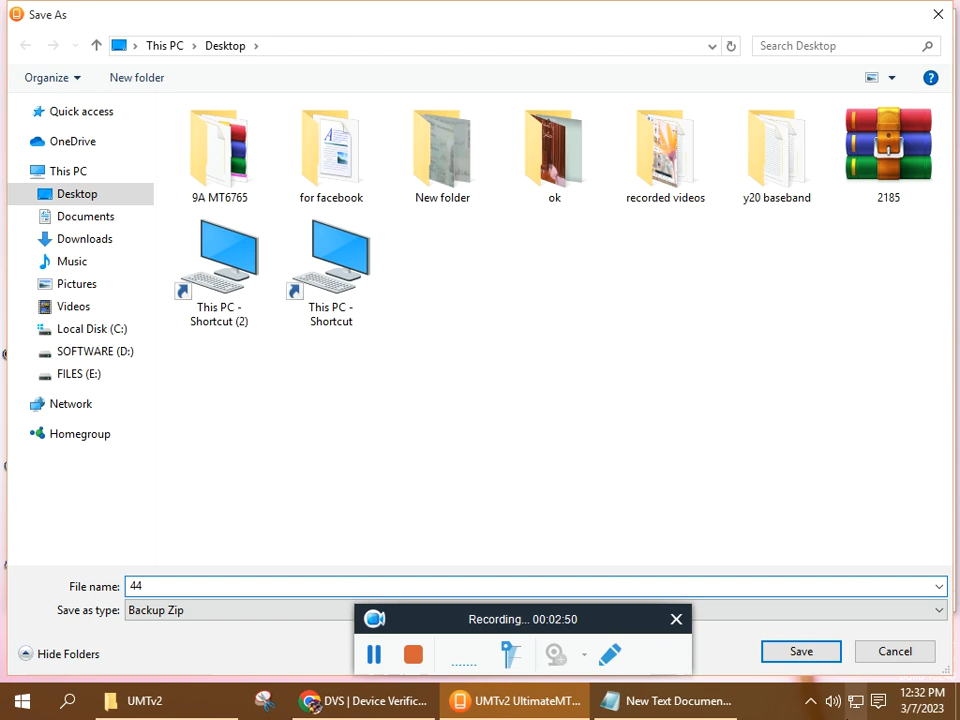 Save As
This PC
Desktop
Search Desktop
Organize
New folder
Quick access
OneDrive
This PC
Desktop
Documents
Downloads
Music
Pictures
Videos
Local Disk (C:)
SOFTWARE (D:)
FILES (E:)
Network
Homegroup
9A MT6765
for facebook
New folder
ok
recorded videos
y20 baseband
2185
This PC -
Shortcut (2)
This PC -
Shortcut
File name: 44
Save as type: Backup Zip
Recording... 00:02:50
Hide Folders
Save
Cancel
UMTv2
DVS | Device Verific...
UMTv2 UltimateMT...
New Text Documen...
12:32 PM
3/7/2023